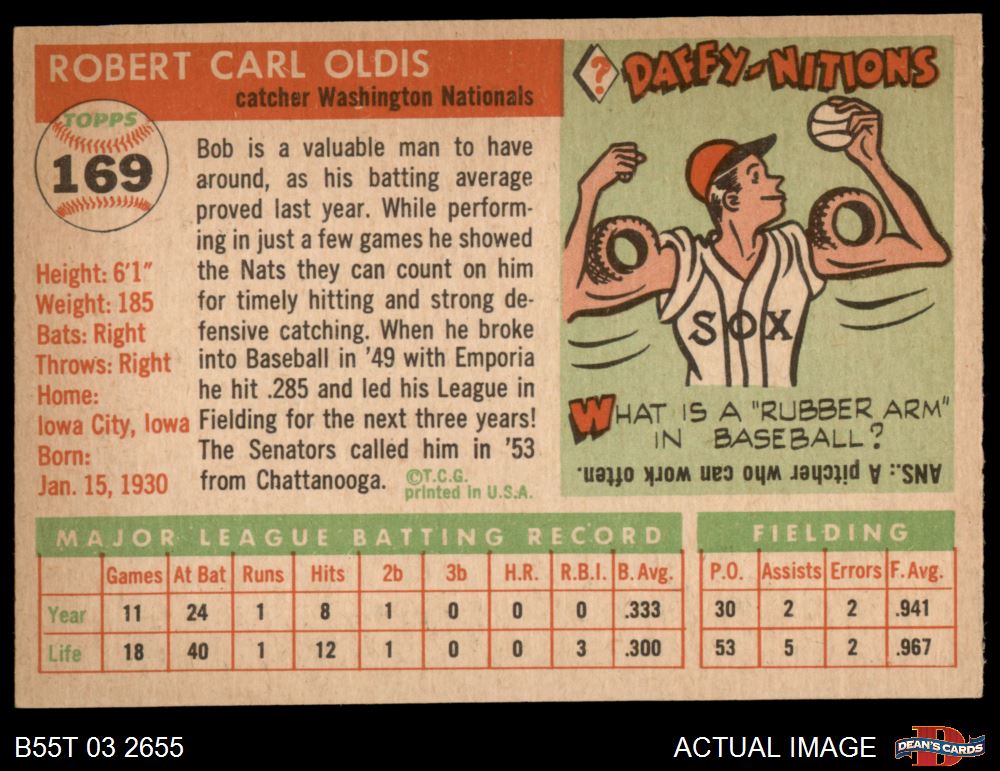 ROBERT CARL OLDIS
catcher Washington Nationals
TOPPS
169
Height: 6'1"
Weight: 185
Bats: Right
Throws: Right
Home:
Iowa City, Iowa
Born:
Jan. 15, 1930
Bob is a valuable man to have
around, as his batting average
proved last year. While perform-
ing in just a few games he showed
the Nats they can count on him
for timely hitting and strong de-
fensive catching. When he broke
into Baseball in '49 with Emporia
he hit .285 and led his League in
Fielding for the next three years!
The Senators called him in '53
from Chattanooga.
©T.C.G.
printed in U.S.A.
?
DAFFY-NITIONS
SOX
WHAT IS A "RUBBER ARM"
IN BASEBALL?
ANS.: A pitcher who can work often.
MAJOR LEAGUE BATTING RECORD
Games At Bat Runs Hits 2b 3b H.R. R.B.I. B. Avg.
Year 11 24 1 8 1 0 0 0 .333
Life 18 40 1 12 1 0 0 3 .300
FIELDING
P.O. Assists Errors F. Avg.
30 2 2 .941
53 5 2 .967
B55T 03 2655
ACTUAL IMAGE
D
DEAN'S CARDS